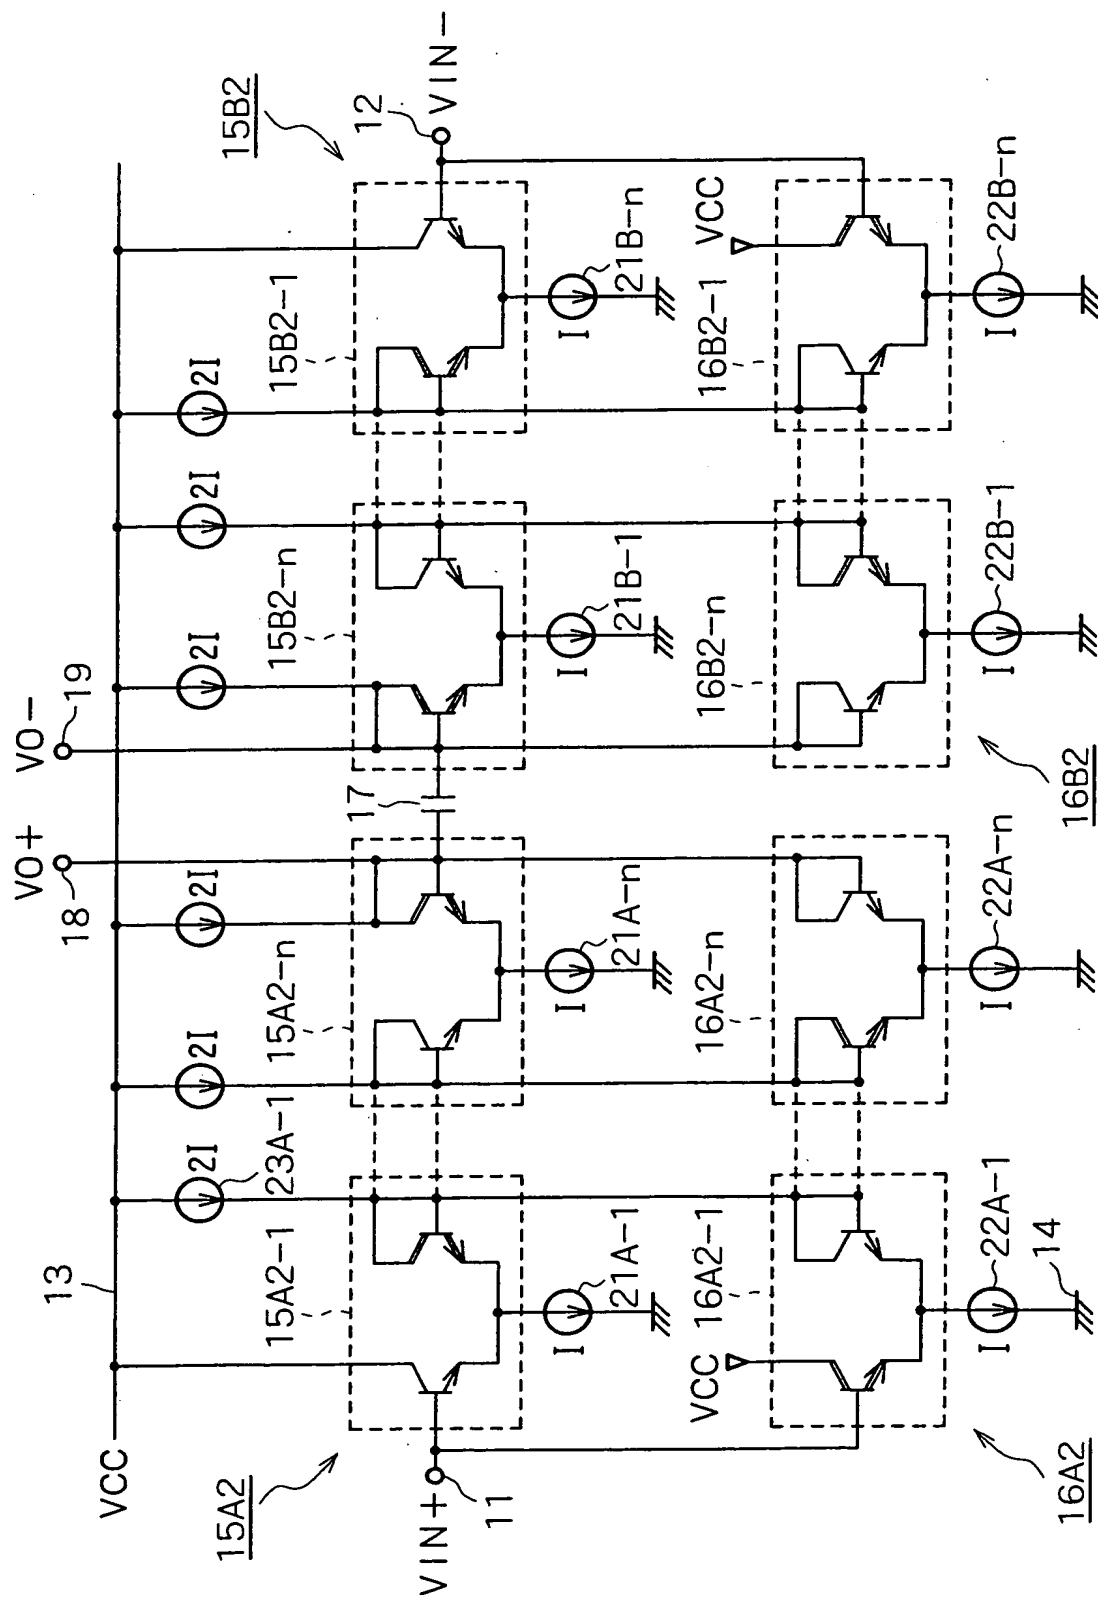 VO+
VO-
18
19
VCC
13
2I
23A-1
2I
2I
2I
2I
2I
15A2
15A2-1
15A2-n
17
15B2-n
15B2-1
15B2
VIN+
11
12
VIN-
I
21A-1
I
21A-n
I
21B-1
I
21B-n
VCC
16A2-1
16A2-n
16B2-n
16B2-1
VCC
I
22A-1
14
I
22A-n
I
22B-1
I
22B-n
16A2
16B2